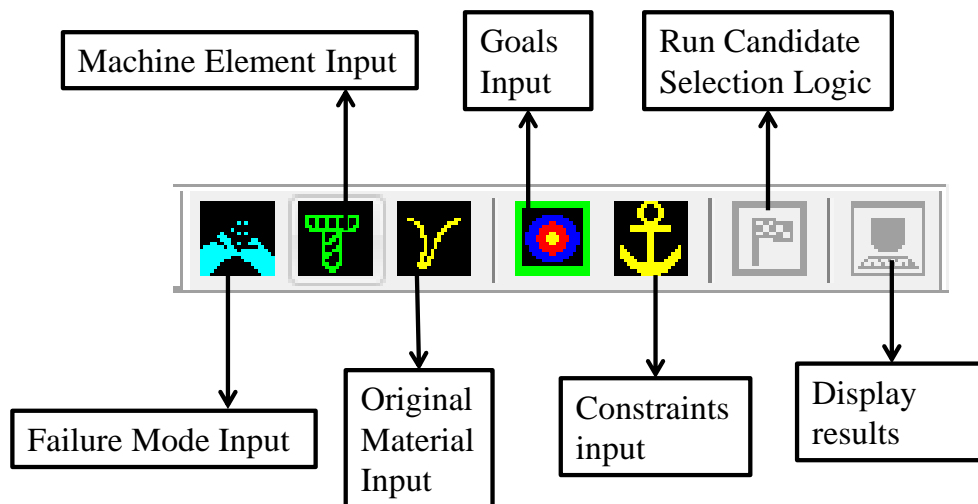 Machine Element Input
Goals
Input
Run Candidate
Selection Logic
Failure Mode Input
Original
Material
Input
Constraints
input
Display
results